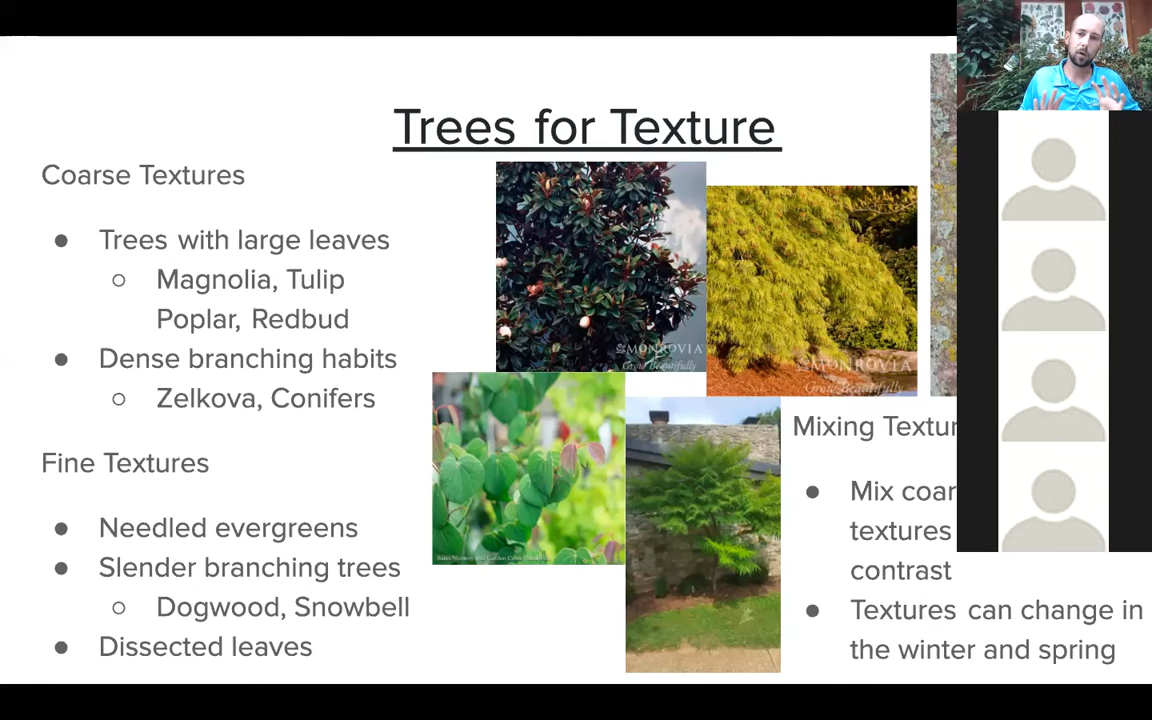 Trees for Texture
Coarse Textures
● Trees with large leaves
○ Magnolia, Tulip
Poplar, Redbud
● Dense branching habits
○ Zelkova, Conifers
Fine Textures
● Needled evergreens
● Slender branching trees
○ Dogwood, Snowbell
● Dissected leaves
MONROVIA
Grow Beautifully
MONROVIA
Grow Beautifully
Mixing
● Mix
textures
contrast
● Textures can change in
the winter and spring